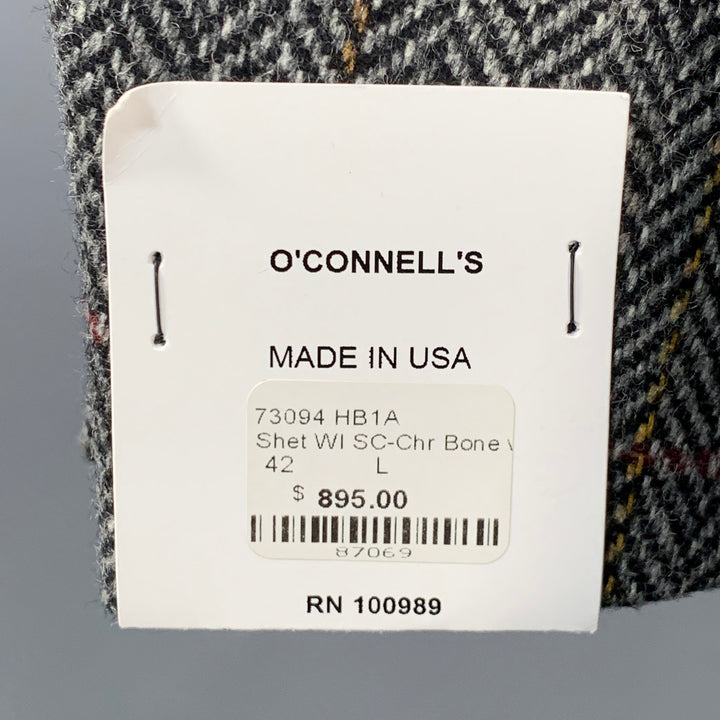 O'CONNELL'S
MADE IN USA
73094 HB1A
Shet Wl SC-Chr Bone
42 L
$ 895.00
87069
RN 100989